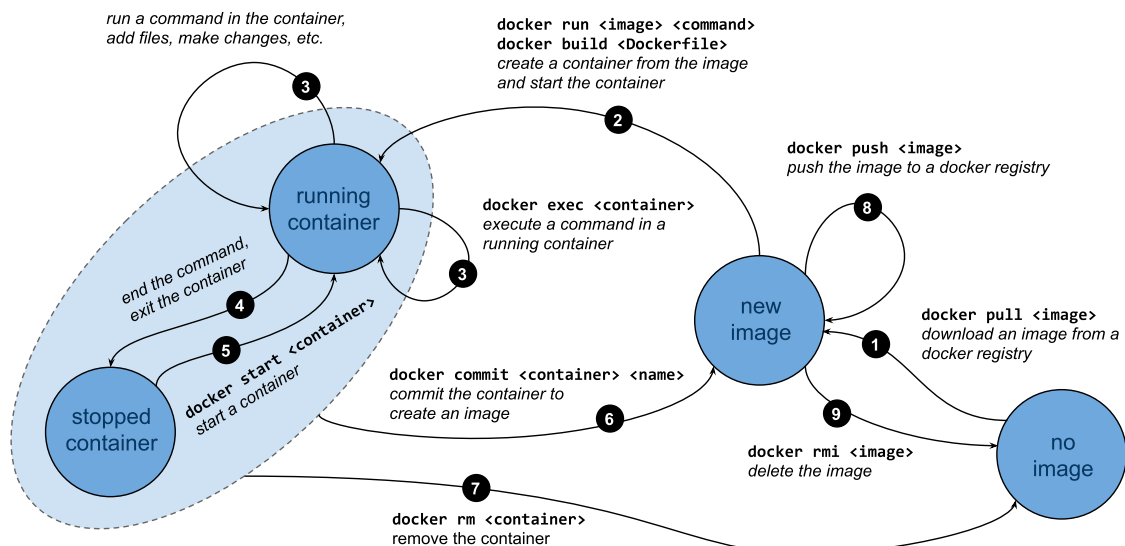 run a command in the container,
add files, make changes, etc.
3
docker run <image> <command>
docker build <Dockerfile>
create a container from the image
and start the container
2
docker push <image>
push the image to a docker registry
8
running
container
docker exec <container>
execute a command in a
running container
3
end the command,
exit the container
4
5
docker start <container>
start a container
new
image
docker pull <image>
download an image from a
docker registry
1
docker commit <container> <name>
commit the container to
create an image
6
9
docker rmi <image>
delete the image
stopped
container
no
image
7
docker rm <container>
remove the container